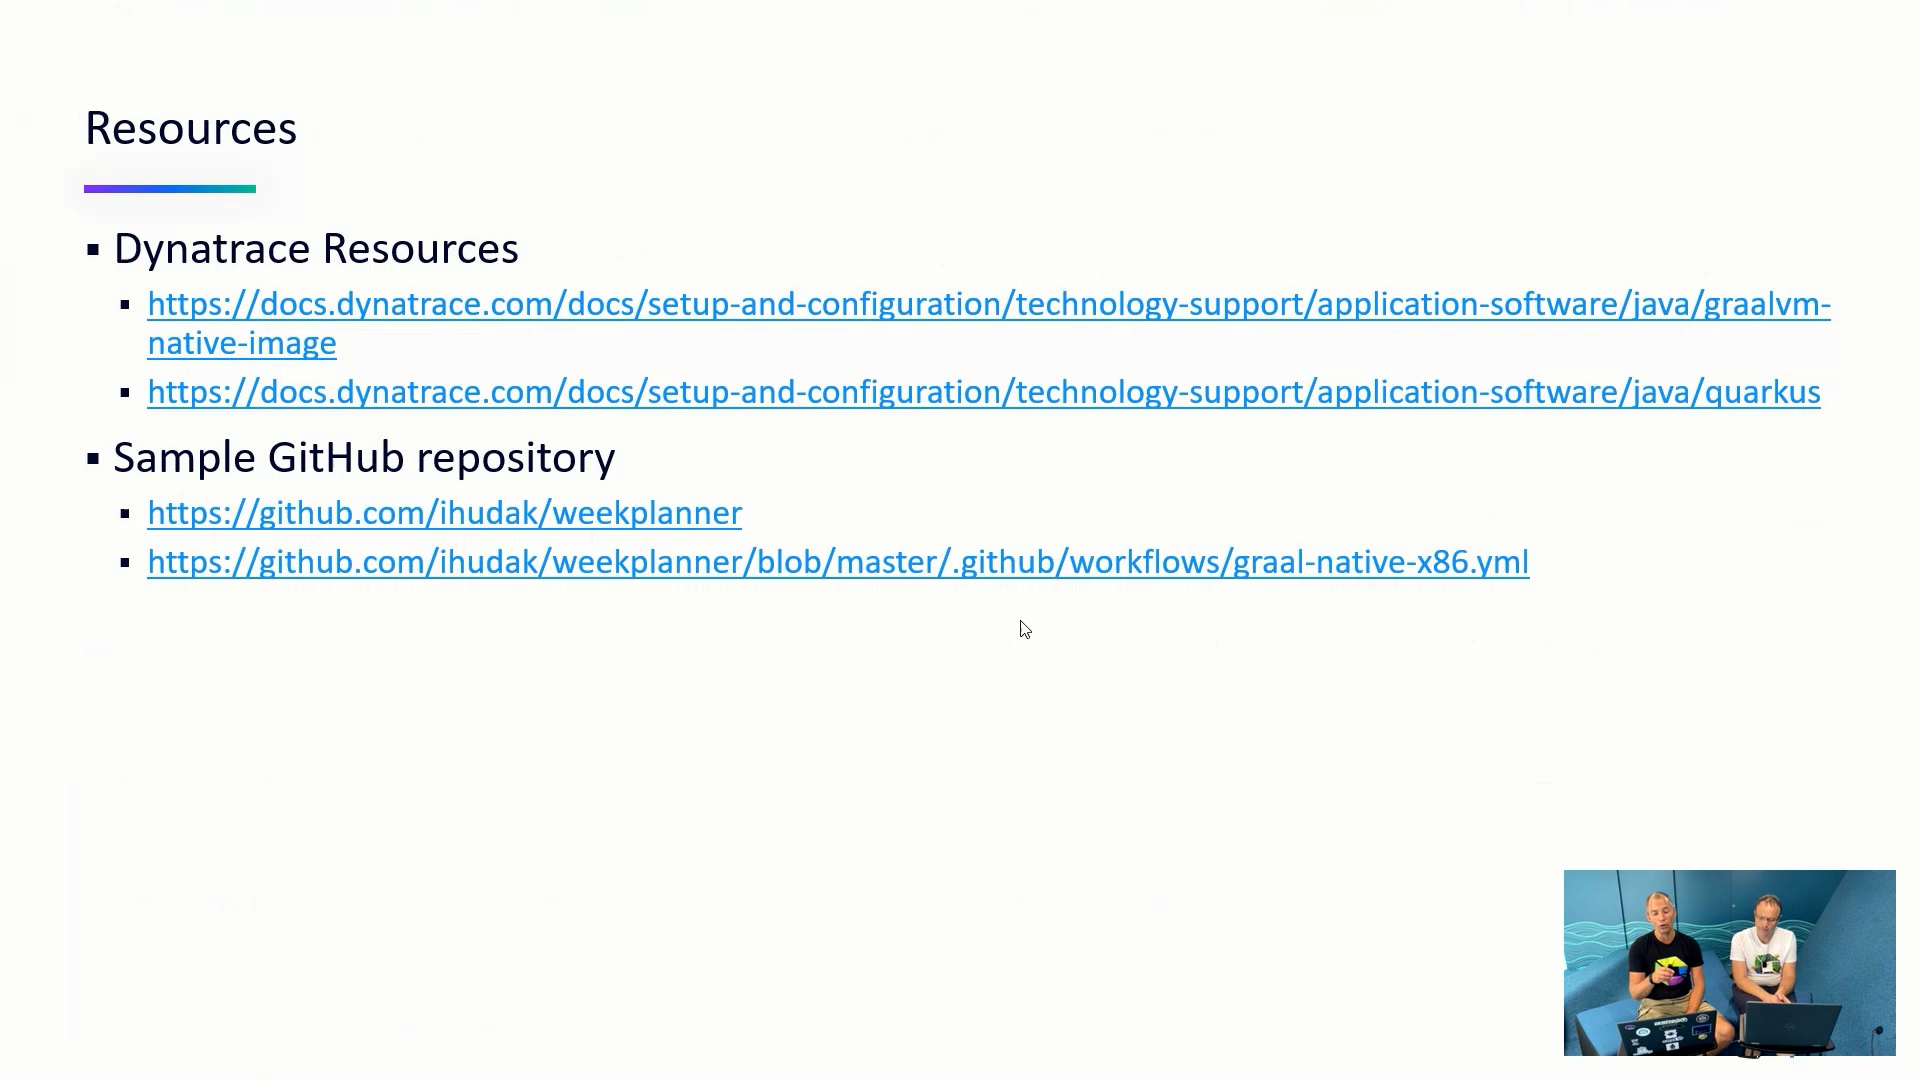 Resources
▪ Dynatrace Resources
▪ https://docs.dynatrace.com/docs/setup-and-configuration/technology-support/application-software/java/graalvm-
native-image
▪ https://docs.dynatrace.com/docs/setup-and-configuration/technology-support/application-software/java/quarkus
▪ Sample GitHub repository
▪ https://github.com/ihudak/weekplanner
▪ https://github.com/ihudak/weekplanner/blob/master/.github/workflows/graal-native-x86.yml